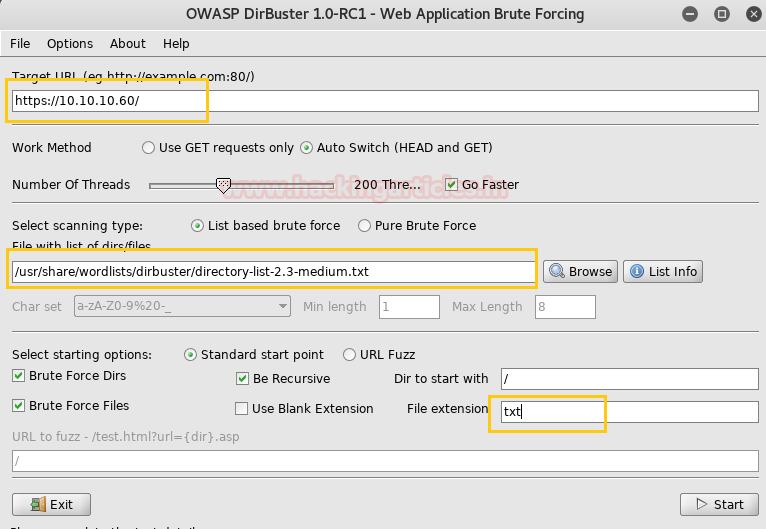 OWASP DirBuster 1.0-RC1 - Web Application Brute Forcing
File Options About Help
Target URL (eg http://example.com:80/)
https://10.10.10.60/
Work Method Use GET requests only Auto Switch (HEAD and GET)
Number Of Threads 200 Thre... Go Faster
www.hackingarticles.in
Select scanning type: List based brute force Pure Brute Force
File with list of dirs/files
/usr/share/wordlists/dirbuster/directory-list-2.3-medium.txt Browse List Info
Char set a-zA-Z0-9%20-_ Min length 1 Max Length 8
Select starting options: Standard start point URL Fuzz
Brute Force Dirs Be Recursive Dir to start with /
Brute Force Files Use Blank Extension File extension txt
URL to fuzz - /test.html?url={dir}.asp
/
Exit Start